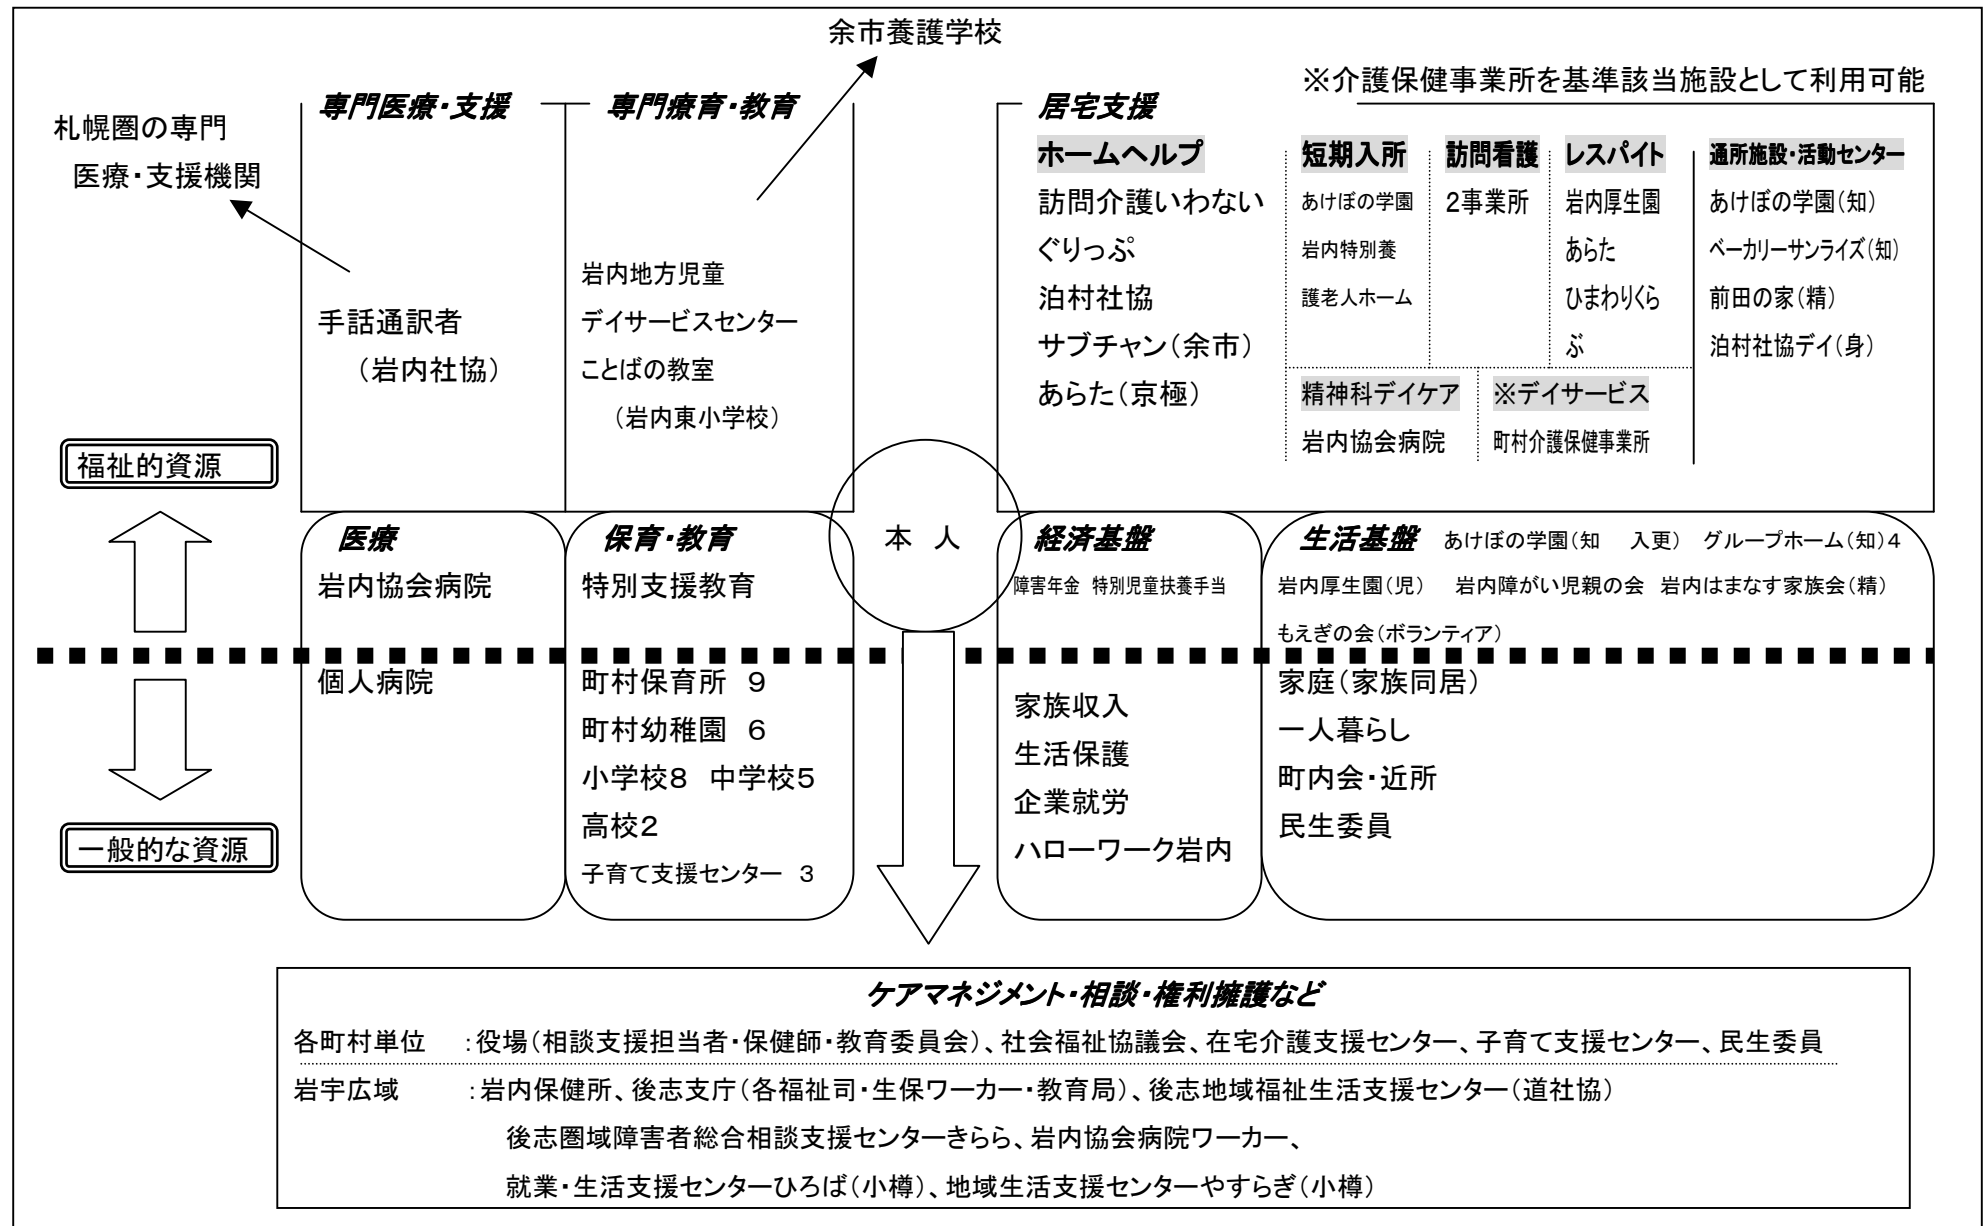 余市養護学校
※介護保健事業所を基準該当施設として利用可能
札幌圏の専門
医療・支援機関
専門医療・支援
手話通訳者
(岩内社協)
専門療育・教育
岩内地方児童
デイサービスセンター
ことばの教室
(岩内東小学校)
居宅支援
ホームヘルプ
訪問介護いわない
ぐりっぷ
泊村社協
サブチャン(余市)
あらた(京極)
短期入所
あけぼの学園
岩内特別養
護老人ホーム
訪問看護
2事業所
レスパイト
岩内厚生園
あらた
ひまわりくら
ぶ
通所施設・活動センター
あけぼの学園(知)
ベーカリーサンライズ(知)
前田の家(精)
泊村社協デイ(身)
精神科デイケア
岩内協会病院
※デイサービス
町村介護保健事業所
福祉的資源
本 人
医療
岩内協会病院
個人病院
保育・教育
特別支援教育
町村保育所 9
町村幼稚園 6
小学校8 中学校5
高校2
子育て支援センター 3
経済基盤
障害年金 特別児童扶養手当
家族収入
生活保護
企業就労
ハローワーク岩内
生活基盤 あけぼの学園(知 入更) グループホーム(知)4
岩内厚生園(児) 岩内障がい児親の会 岩内はまなす家族会(精)
もえぎの会(ボランティア)
家庭(家族同居)
一人暮らし
町内会・近所
民生委員
一般的な資源
ケアマネジメント・相談・権利擁護など
各町村単位 :役場(相談支援担当者・保健師・教育委員会)、社会福祉協議会、在宅介護支援センター、子育て支援センター、民生委員
岩宇広域 :岩内保健所、後志支庁(各福祉司・生保ワーカー・教育局)、後志地域福祉生活支援センター(道社協)
後志圏域障害者総合相談支援センターきらら、岩内協会病院ワーカー、
就業・生活支援センターひろば(小樽)、地域生活支援センターやすらぎ(小樽)